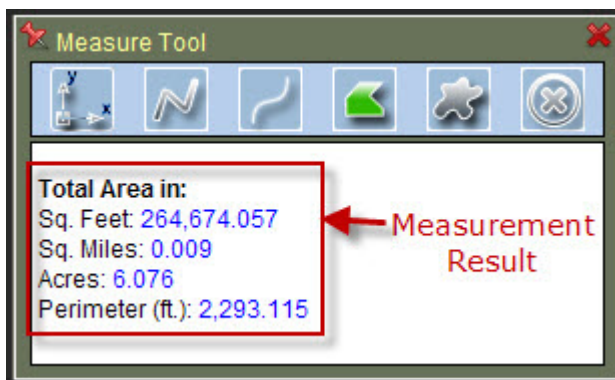 Measure Tool
y
x
Total Area in:
Sq. Feet: 264,674.057
Sq. Miles: 0.009
Acres: 6.076
Perimeter (ft.): 2,293.115
Measurement
Result